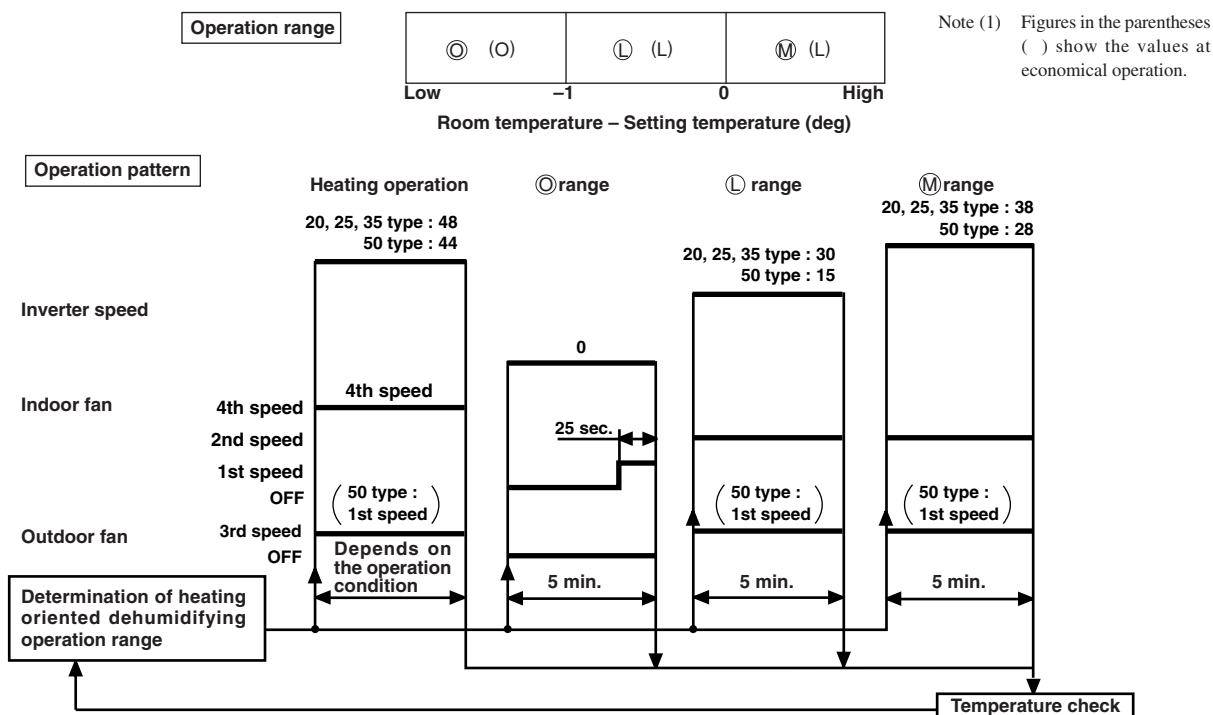 Operation range
Ⓞ (O)
Ⓛ (L)
Ⓜ (L)
Low
–1
0
High
Room temperature – Setting temperature (deg)
Note (1) Figures in the parentheses
( ) show the values at
economical operation.
Operation pattern
Heating operation
Ⓞ range
Ⓛ range
Ⓜ range
20, 25, 35 type : 48
50 type : 44
20, 25, 35 type : 30
50 type : 15
20, 25, 35 type : 38
50 type : 28
Inverter speed
0
Indoor fan
4th speed
4th speed
2nd speed
25 sec.
1st speed
OFF
(50 type :
1st speed)
(50 type :
1st speed)
(50 type :
1st speed)
Outdoor fan
3rd speed
OFF
Depends on
the operation
condition
5 min.
5 min.
5 min.
Determination of heating
oriented dehumidifying
operation range
Temperature check